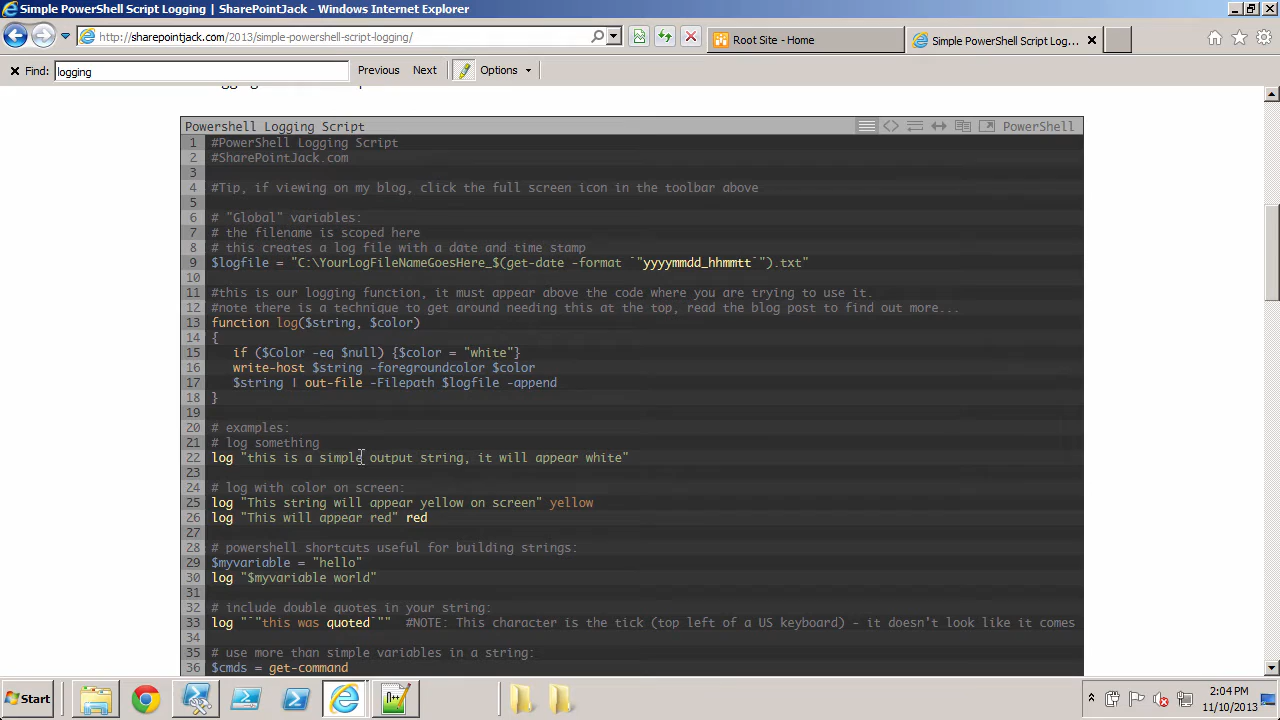 Simple PowerShell Script Logging | SharePointJack - Windows Internet Explorer
http://sharepointjack.com/2013/simple-powershell-script-logging/
Root Site - Home
Simple PowerShell Script Log...
Find: logging Previous Next Options
Powershell Logging Script PowerShell
1 #PowerShell Logging Script
2 #SharePointJack.com
3
4 #Tip, if viewing on my blog, click the full screen icon in the toolbar above
5
6 # "Global" variables:
7 # the filename is scoped here
8 # this creates a log file with a date and time stamp
9 $logfile = "C:\YourLogFileNameGoesHere_$(get-date -format `"yyyymmdd_hhmmtt`").txt"
10
11 #this is our logging function, it must appear above the code where you are trying to use it.
12 #note there is a technique to get around needing this at the top, read the blog post to find out more...
13 function log($string, $color)
14 {
15 if ($Color -eq $null) {$color = "white"}
16 write-host $string -foregroundcolor $color
17 $string | out-file -Filepath $logfile -append
18 }
19
20 # examples:
21 # log something
22 log "this is a simple output string, it will appear white"
23
24 # log with color on screen:
25 log "This string will appear yellow on screen" yellow
26 log "This will appear red" red
27
28 # powershell shortcuts useful for building strings:
29 $myvariable = "hello"
30 log "$myvariable world"
31
32 # include double quotes in your string:
33 log "`"this was quoted`"" #NOTE: This character is the tick (top left of a US keyboard) - it doesn't look like it comes
34
35 # use more than simple variables in a string:
36 $cmds = get-command
Start
2:04 PM
11/10/2013